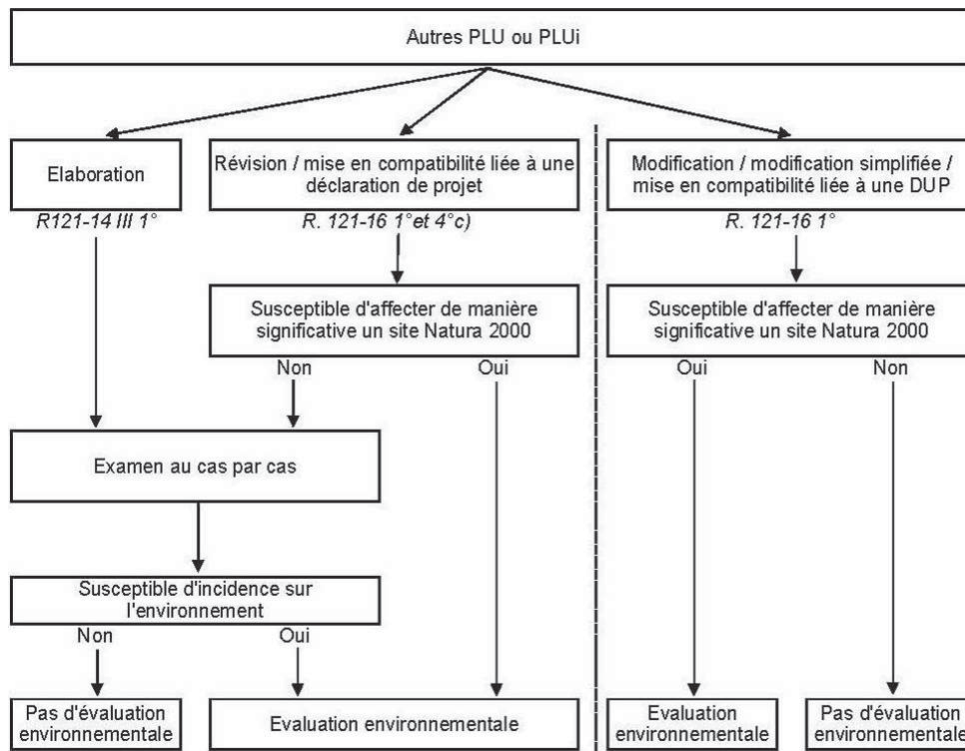 Autres PLU ou PLUi
Elaboration
R121-14 III 1°
Révision / mise en compatibilité liée à une
déclaration de projet
R. 121-16 1°et 4°c)
Modification / modification simplifiée /
mise en compatibilité liée à une DUP
R. 121-16 1°
Susceptible d'affecter de manière
significative un site Natura 2000
Non
Oui
Susceptible d'affecter de manière
significative un site Natura 2000
Oui
Non
Examen au cas par cas
Susceptible d'incidence sur
l'environnement
Non
Oui
Pas d'évaluation
environnementale
Evaluation environnementale
Evaluation
environnementale
Pas d'évaluation
environnementale